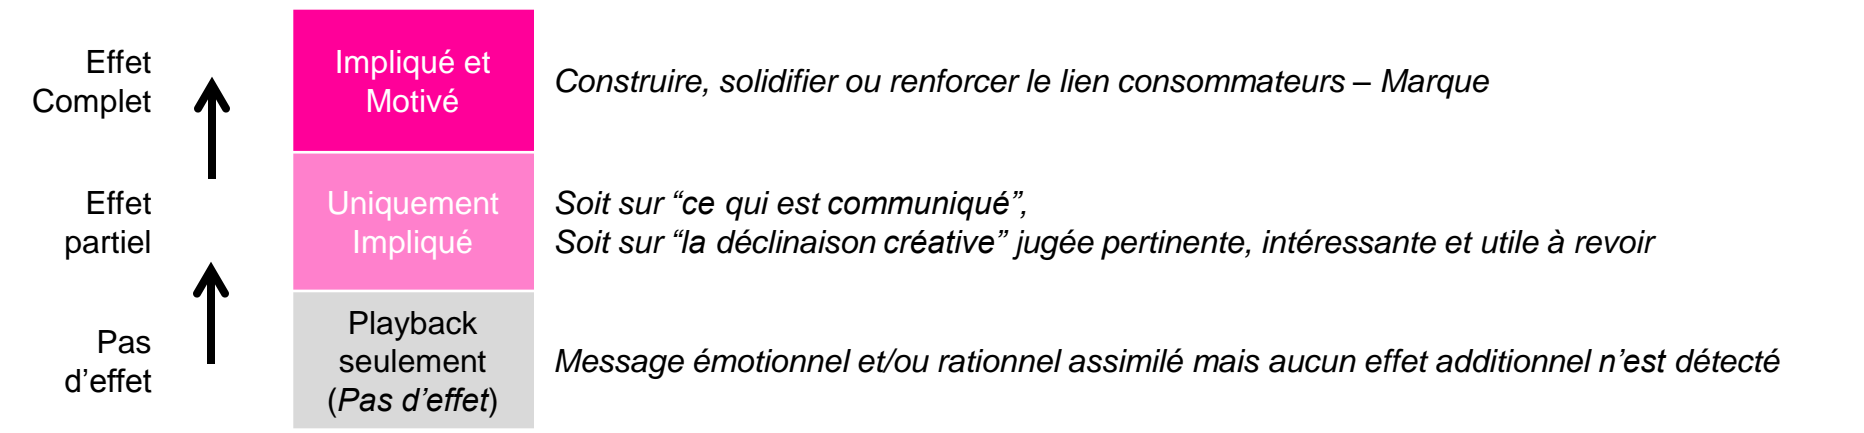 Effet
Complet
Impliqué et
Motivé
Construire, solidifier ou renforcer le lien consommateurs – Marque
Effet
partiel
Uniquement
Impliqué
Soit sur “ce qui est communiqué”,
Soit sur “la déclinaison créative” jugée pertinente, intéressante et utile à revoir
Pas
d’effet
Playback
seulement
(Pas d’effet)
Message émotionnel et/ou rationnel assimilé mais aucun effet additionnel n’est détecté